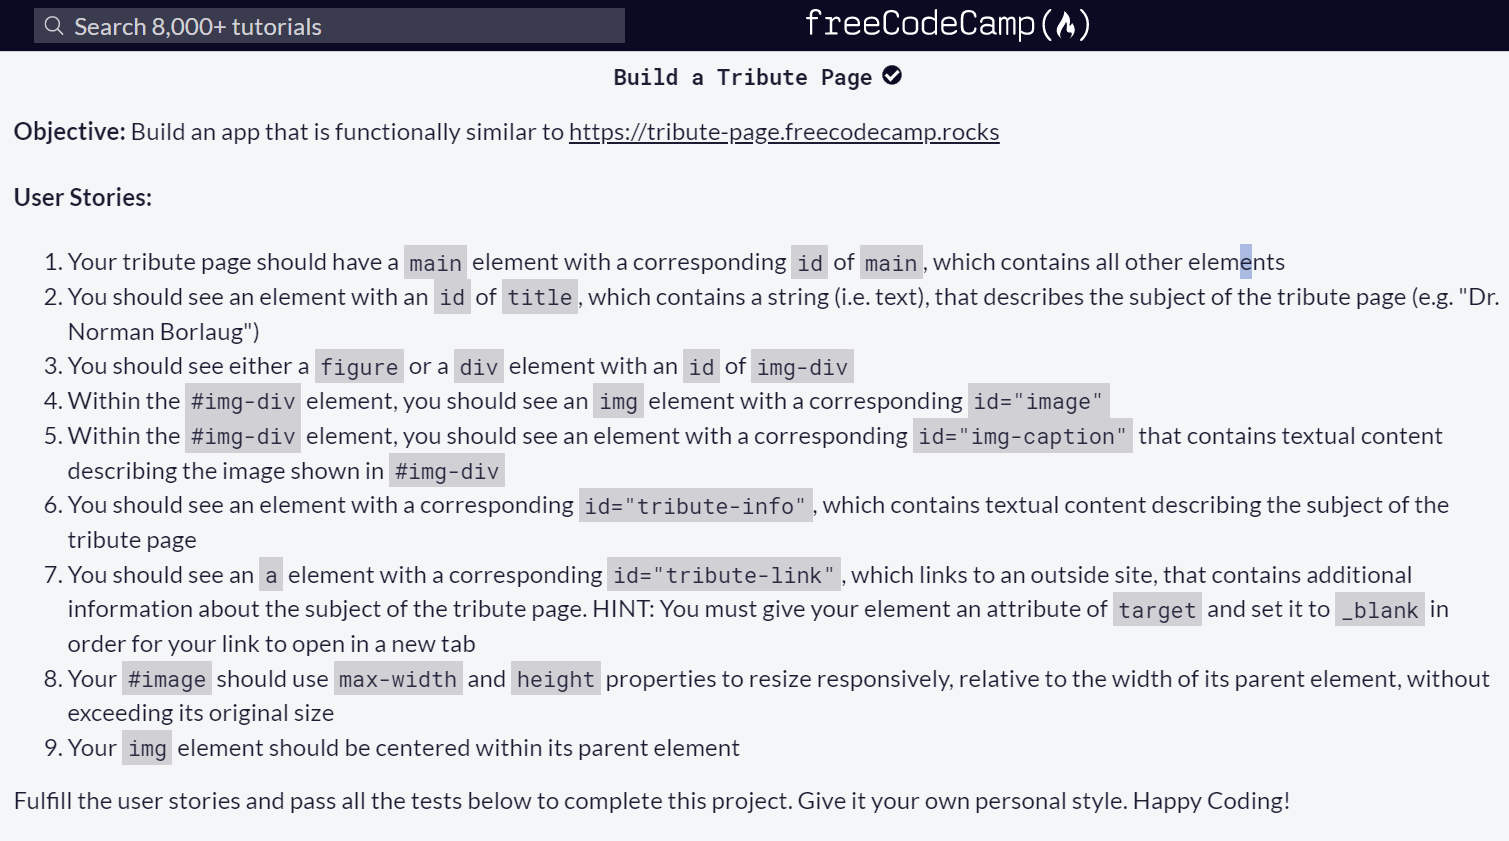 Search 8,000+ tutorials
freeCodeCamp(🔥)
Build a Tribute Page
Objective: Build an app that is functionally similar to https://tribute-page.freecodecamp.rocks
User Stories:
1. Your tribute page should have a main element with a corresponding id of main, which contains all other elements
2. You should see an element with an id of title, which contains a string (i.e. text), that describes the subject of the tribute page (e.g. "Dr.
Norman Borlaug")
3. You should see either a figure or a div element with an id of img-div
4. Within the #img-div element, you should see an img element with a corresponding id="image"
5. Within the #img-div element, you should see an element with a corresponding id="img-caption" that contains textual content
describing the image shown in #img-div
6. You should see an element with a corresponding id="tribute-info", which contains textual content describing the subject of the
tribute page
7. You should see an a element with a corresponding id="tribute-link", which links to an outside site, that contains additional
information about the subject of the tribute page. HINT: You must give your element an attribute of target and set it to _blank in
order for your link to open in a new tab
8. Your #image should use max-width and height properties to resize responsively, relative to the width of its parent element, without
exceeding its original size
9. Your img element should be centered within its parent element
Fulfill the user stories and pass all the tests below to complete this project. Give it your own personal style. Happy Coding!